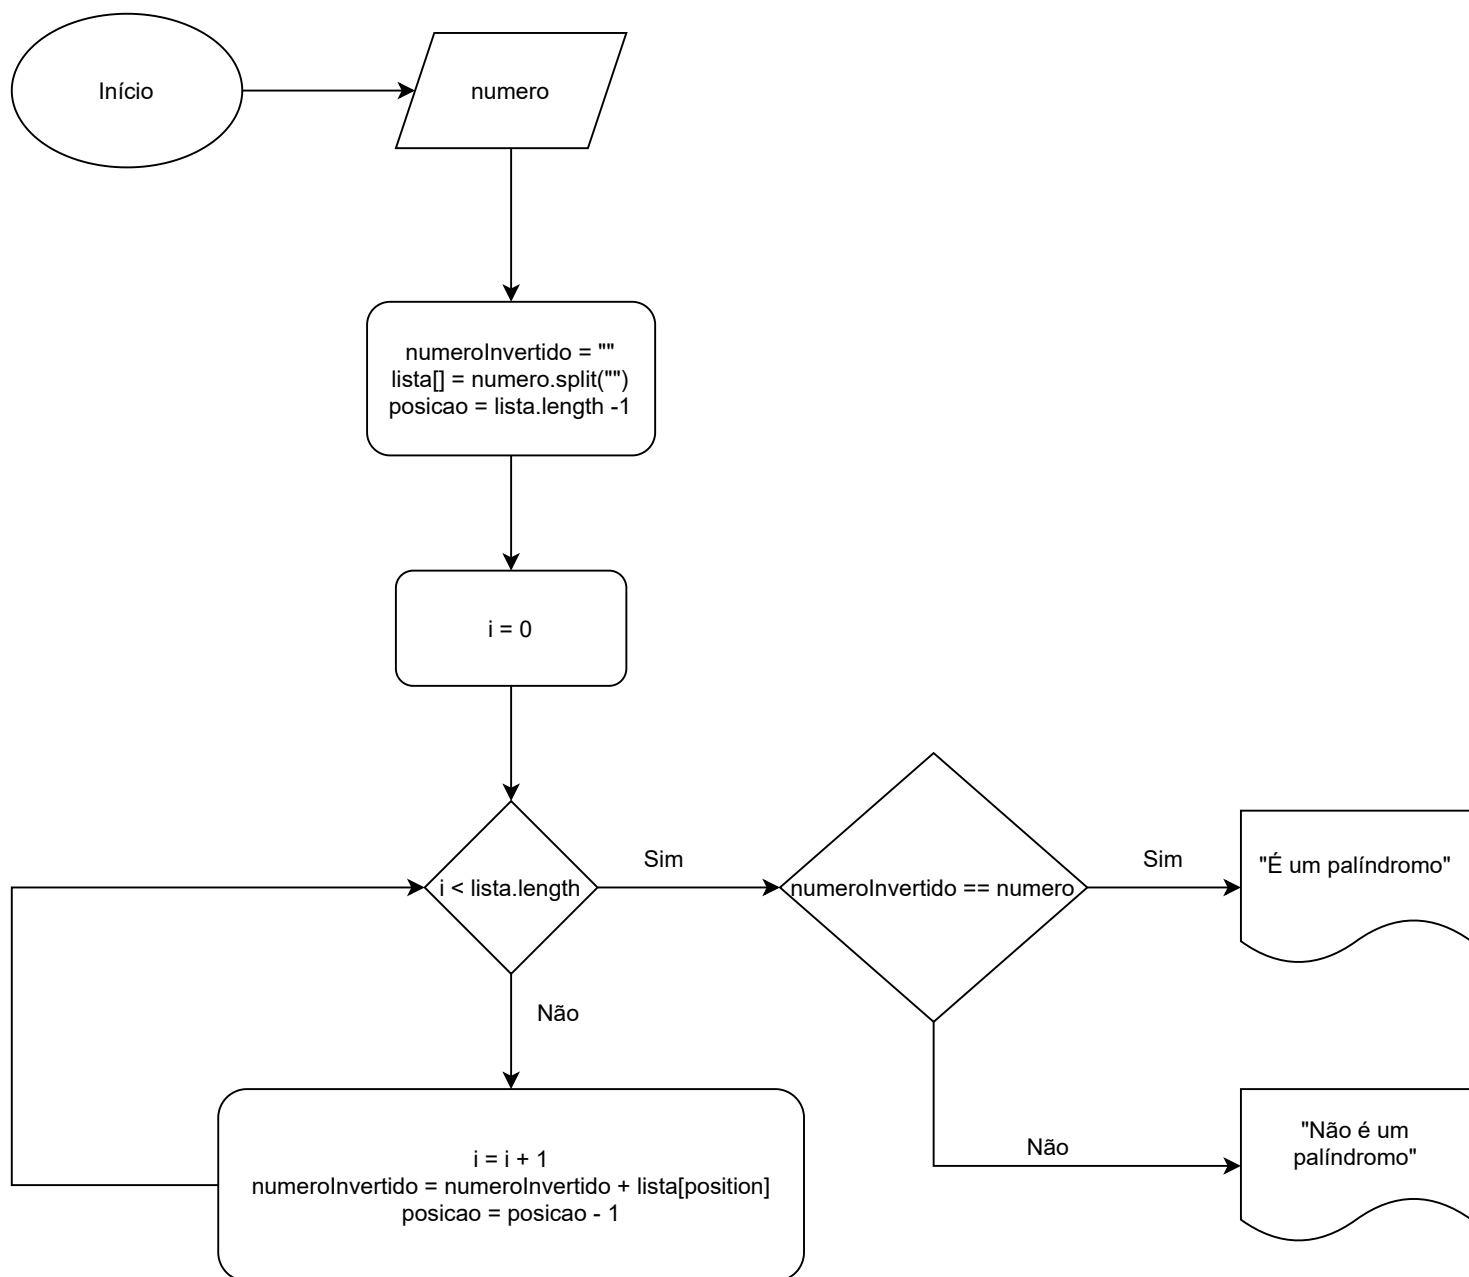 Início
numero
numeroInvertido = ""
lista[] = numero.split("")
posicao = lista.length -1
i = 0
i < lista.length
Sim
numeroInvertido == numero
Sim
"É um palíndromo"
Não
i = i + 1
numeroInvertido = numeroInvertido + lista[position]
posicao = posicao - 1
Não
"Não é um
palíndromo"